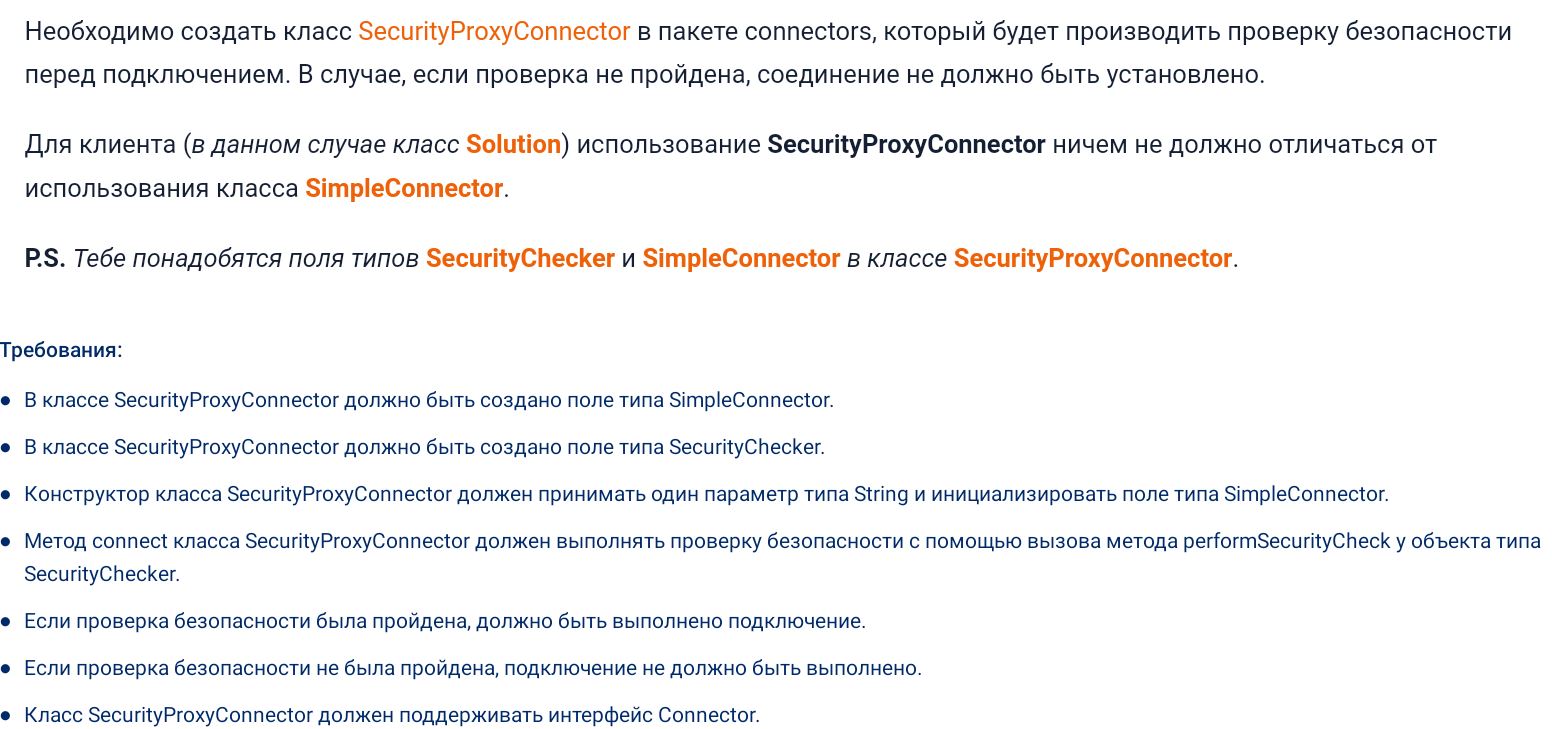 Необходимо создать класс SecurityProxyConnector в пакете connectors, который будет производить проверку безопасности
перед подключением. В случае, если проверка не пройдена, соединение не должно быть установлено.
Для клиента (в данном случае класс Solution) использование SecurityProxyConnector ничем не должно отличаться от
использования класса SimpleConnector.
P.S. Тебе понадобятся поля типов SecurityChecker и SimpleConnector в классе SecurityProxyConnector.
Требования:
• В классе SecurityProxyConnector должно быть создано поле типа SimpleConnector.
• В классе SecurityProxyConnector должно быть создано поле типа SecurityChecker.
• Конструктор класса SecurityProxyConnector должен принимать один параметр типа String и инициализировать поле типа SimpleConnector.
• Метод connect класса SecurityProxyConnector должен выполнять проверку безопасности с помощью вызова метода performSecurityCheck у объекта типа
SecurityChecker.
• Если проверка безопасности была пройдена, должно быть выполнено подключение.
• Если проверка безопасности не была пройдена, подключение не должно быть выполнено.
• Класс SecurityProxyConnector должен поддерживать интерфейс Connector.